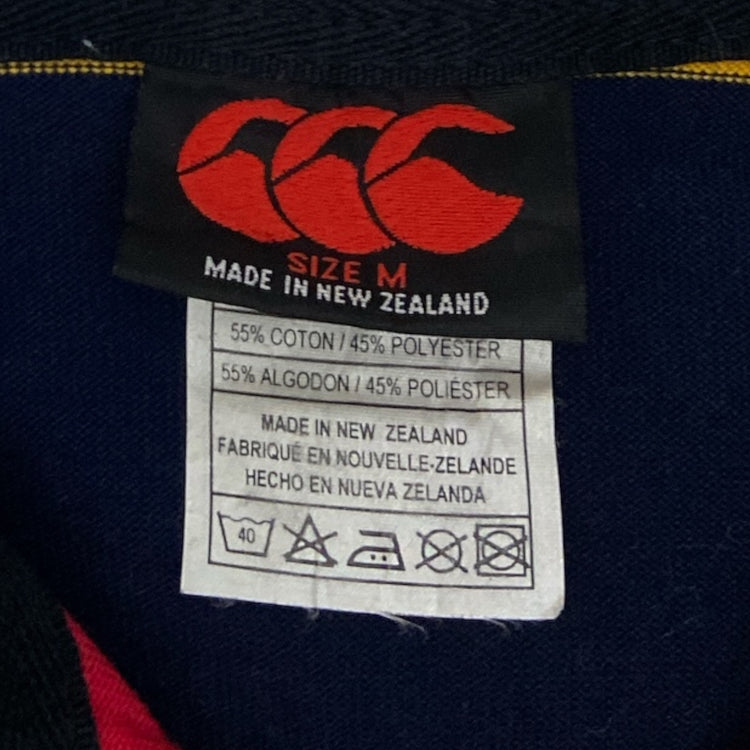 SIZE M
MADE IN NEW ZEALAND
55% COTON / 45% POLYESTER
55% ALGODON / 45% POLIÉSTER
MADE IN NEW ZEALAND
FABRIQUÉ EN NOUVELLE-ZELANDE
HECHO EN NUEVA ZELANDA
40